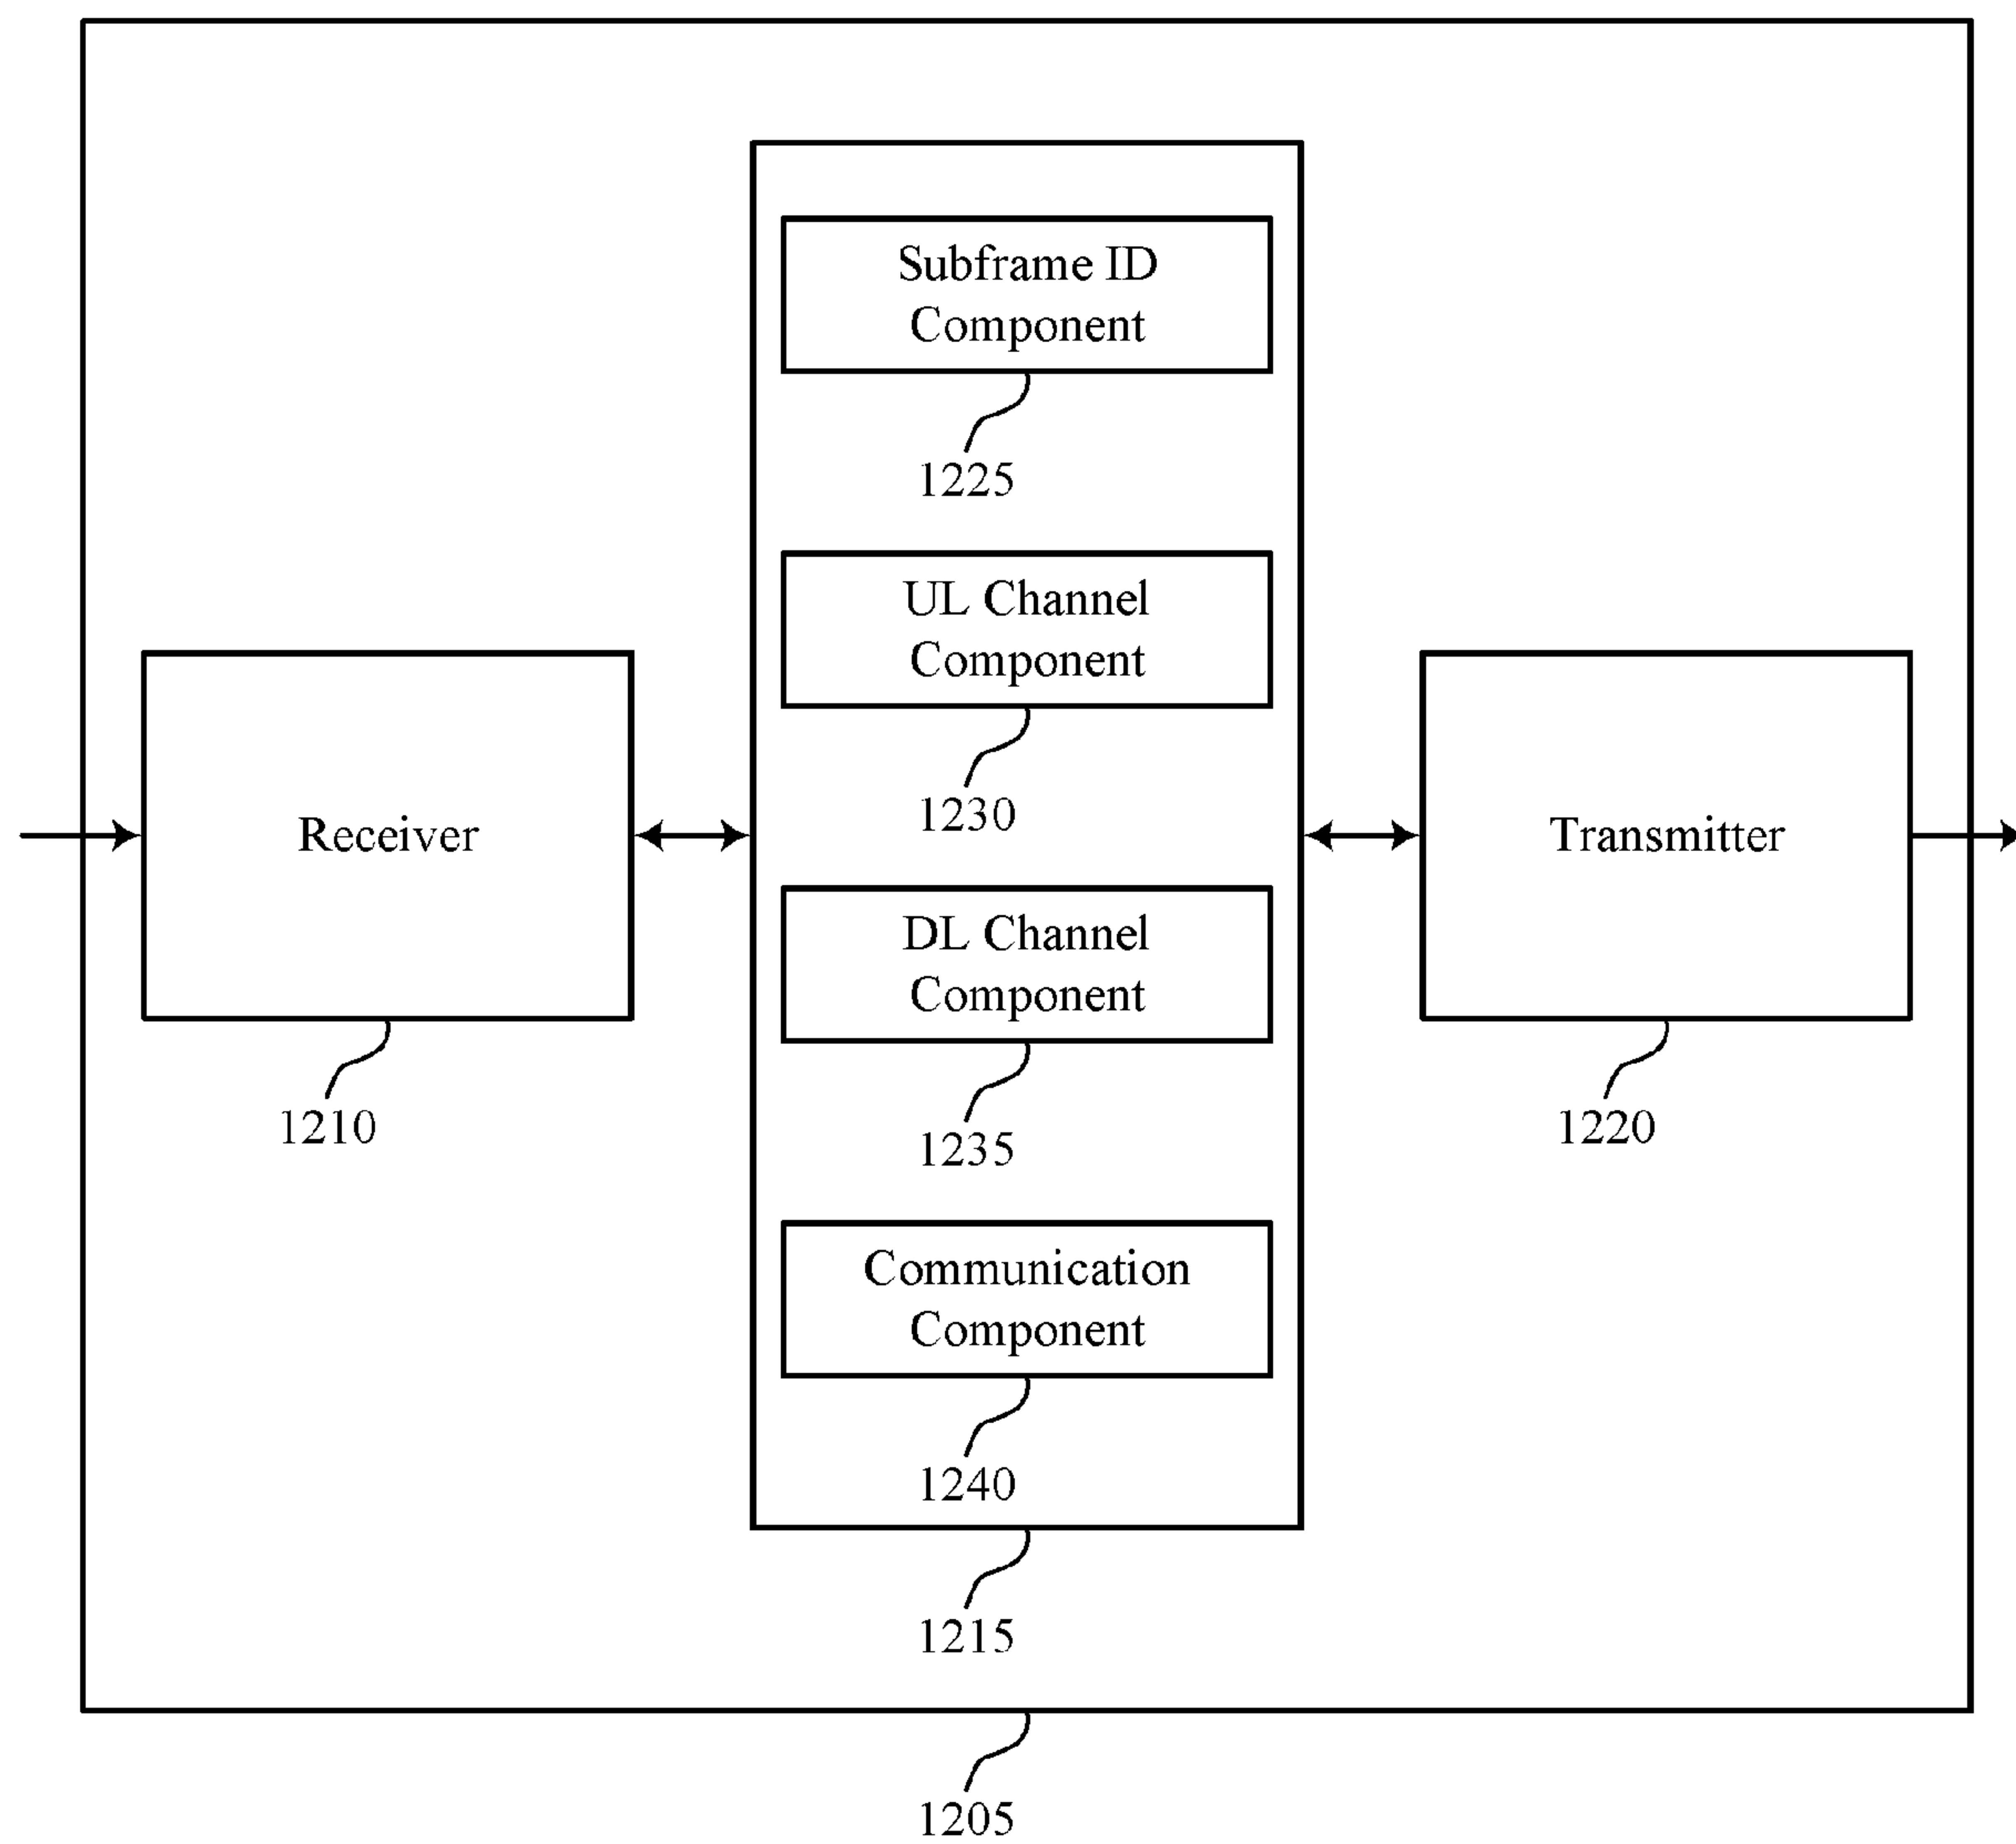 Subframe ID
Component
1225
UL Channel
Component
1230
Receiver
1210
DL Channel
Component
1235
Transmitter
1220
Communication
Component
1240
1215
1205